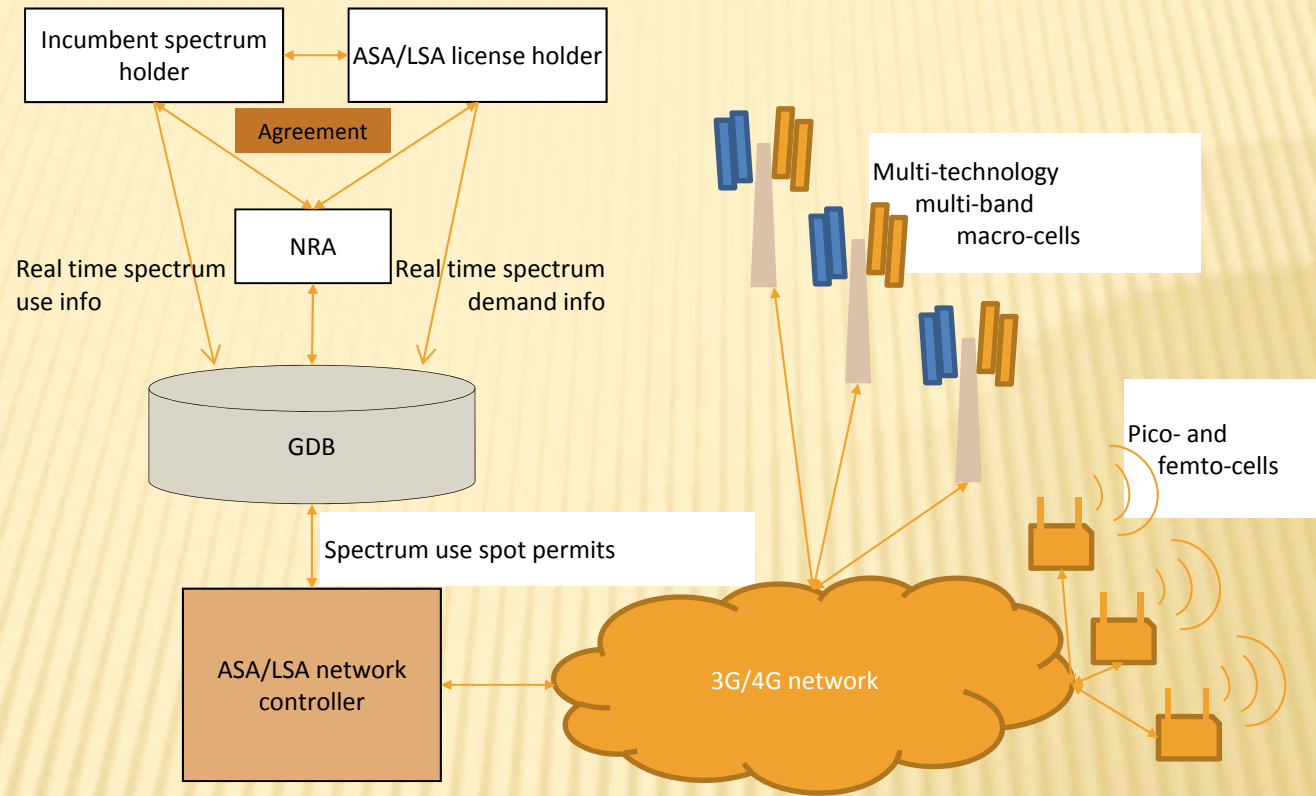 Incumbent spectrum
holder
ASA/LSA license holder
Agreement
NRA
Real time spectrum
use info
Real time spectrum
demand info
GDB
Spectrum use spot permits
ASA/LSA network
controller
3G/4G network
Multi-technology
multi-band
macro-cells
Pico- and
femto-cells